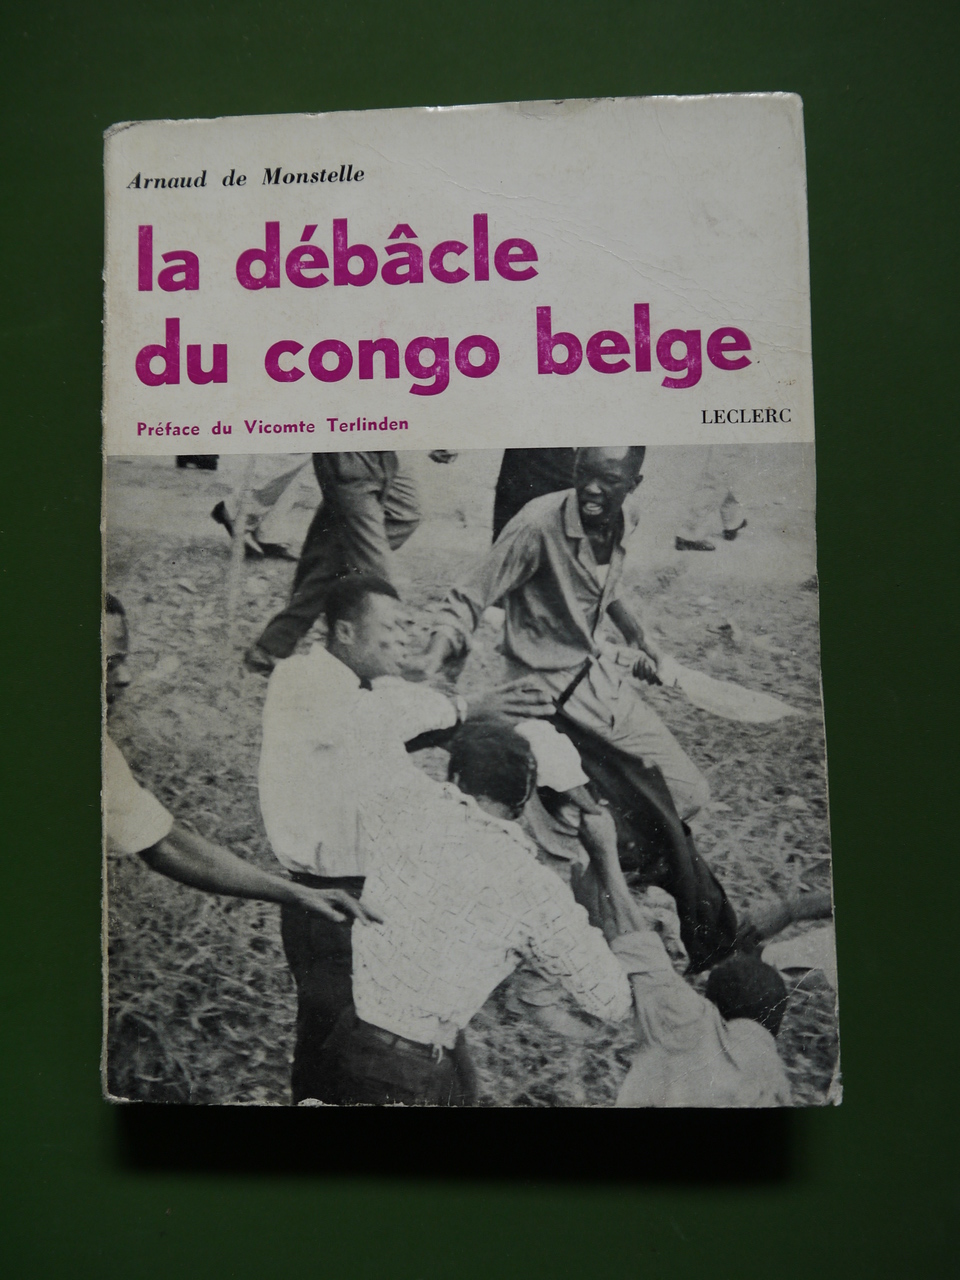 Arnaud de Monstelle
la débâcle
du congo belge
LECLERC
Préface du Vicomte Terlinden